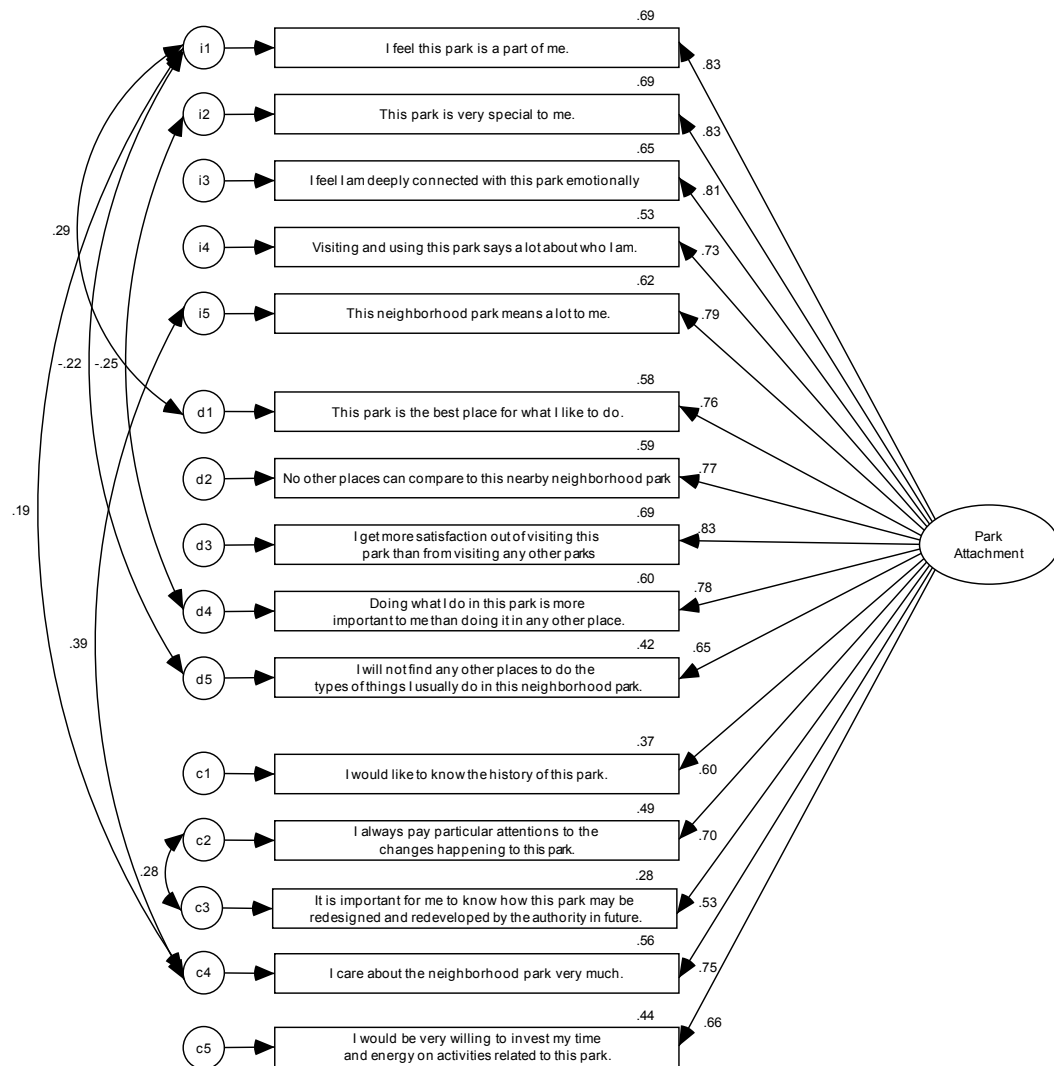 .69
i1
I feel this park is a part of me.
.83
.69
i2
This park is very special to me.
.83
.65
i3
I feel I am deeply connected with this park emotionally
.81
.53
i4
Visiting and using this park says a lot about who I am.
.73
.29
.62
i5
This neighborhood park means a lot to me.
.79
-.22
-.25
.58
d1
This park is the best place for what I like to do.
.76
.59
d2
No other places can compare to this nearby neighborhood park
.77
.19
.69
d3
I get more satisfaction out of visiting this
park than from visiting any other parks
.83
Park
Attachment
.60
d4
Doing what I do in this park is more
important to me than doing it in any other place.
.78
.39
.42
d5
I will not find any other places to do the
types of things I usually do in this neighborhood park.
.65
.37
c1
I would like to know the history of this park.
.60
.49
c2
I always pay particular attentions to the
changes happening to this park.
.70
.28
.28
c3
It is important for me to know how this park may be
redesigned and redeveloped by the authority in future.
.53
.56
c4
I care about the neighborhood park very much.
.75
.44
c5
I would be very willing to invest my time
and energy on activities related to this park.
.66